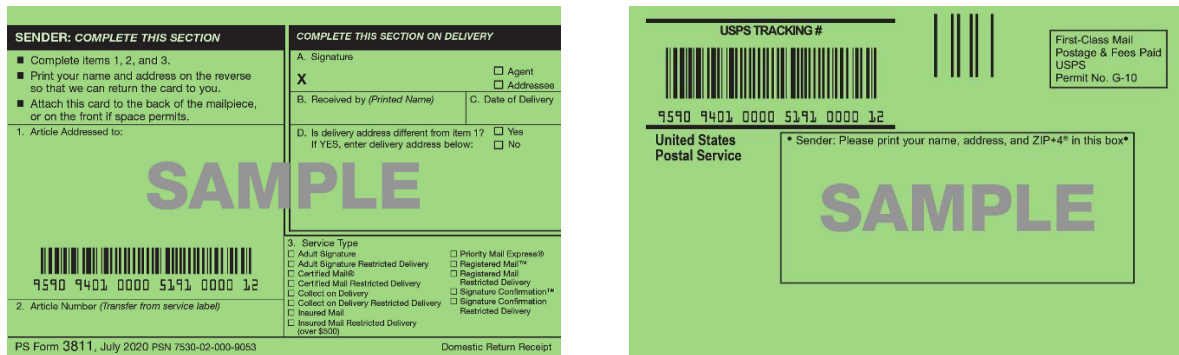 SENDER: COMPLETE THIS SECTION
■ Complete items 1, 2, and 3.
■ Print your name and address on the reverse
so that we can return the card to you.
■ Attach this card to the back of the mailpiece,
or on the front if space permits.
1. Article Addressed to:
9590 9401 0000 5191 0000 12
2. Article Number (Transfer from service label)
COMPLETE THIS SECTION ON DELIVERY
A. Signature
X
☐ Agent
☐ Addressee
B. Received by (Printed Name)
C. Date of Delivery
D. Is delivery address different from item 1? ☐ Yes
If YES, enter delivery address below: ☐ No
SAMPLE
3. Service Type
☐ Adult Signature
☐ Adult Signature Restricted Delivery
☐ Certified Mail®
☐ Certified Mail Restricted Delivery
☐ Collect on Delivery
☐ Collect on Delivery Restricted Delivery
☐ Insured Mail
☐ Insured Mail Restricted Delivery
(over $500)
☐ Priority Mail Express®
☐ Registered Mail™
☐ Registered Mail
Restricted Delivery
☐ Signature Confirmation™
☐ Signature Confirmation
Restricted Delivery
PS Form 3811, July 2020 PSN 7530-02-000-9053
Domestic Return Receipt
USPS TRACKING #
9590 9401 0000 5191 0000 12
First-Class Mail
Postage & Fees Paid
USPS
Permit No. G-10
United States
Postal Service
• Sender: Please print your name, address, and ZIP+4® in this box•
SAMPLE